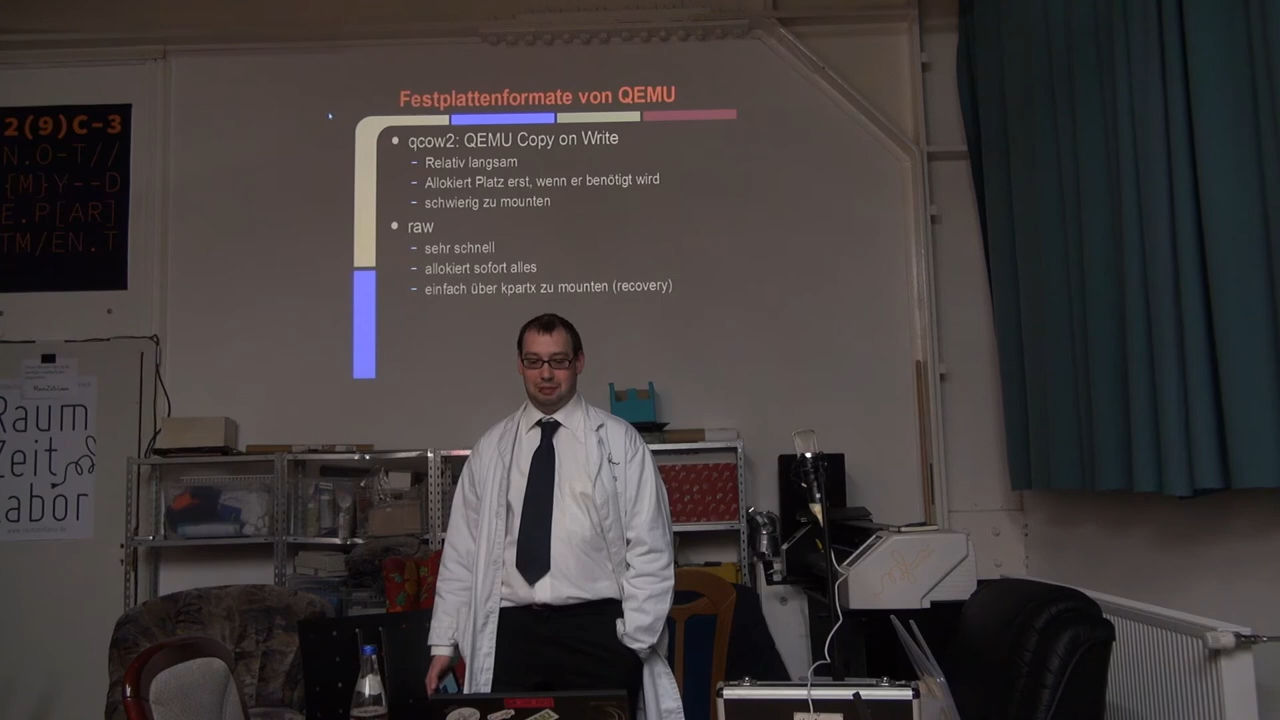 Festplattenformate von QEMU
qcow2: QEMU Copy on Write
- Relativ langsam
- Allokiert Platz erst, wenn er benötigt wird
- schwierig zu mounten
raw
- sehr schnell
- allokiert sofort alles
- einfach über kpartx zu mounten (recovery)
2(9)C-3
N.O-T//
{M}Y--D
E.P[AR]
TM/EN.T
Raum
Zeit
Labor